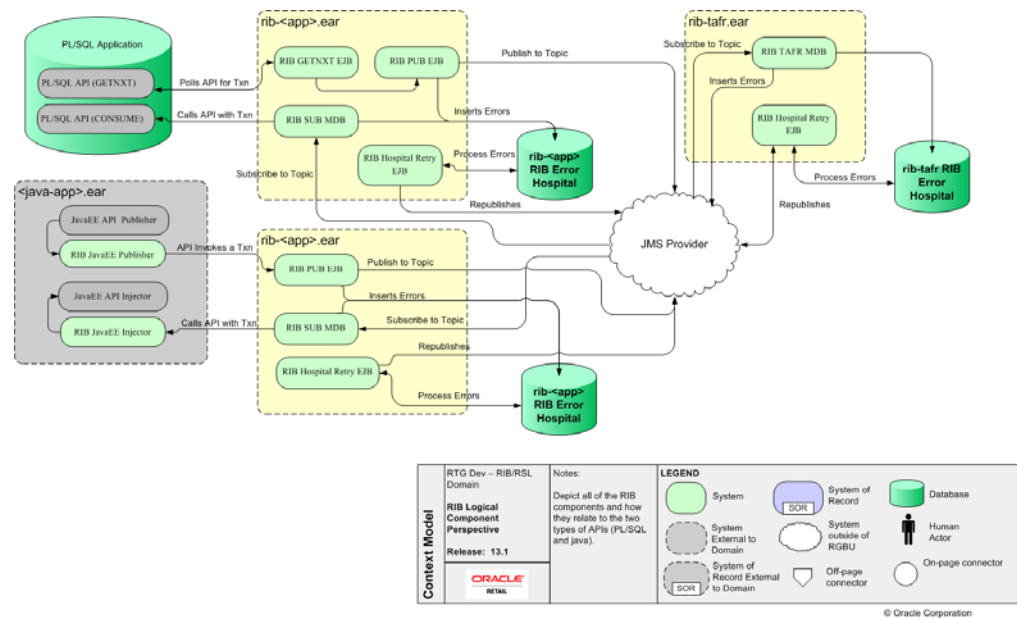 rib-<app>.ear
rib-tafr.ear
PL/SQL Application
PL/SQL API (GETNXT)
PL/SQL API (CONSUME)
Polls API for Txn
Calls API with Txn
RIB GETNXT EJB
RIB PUB EJB
RIB SUB MDB
RIB Hospital Retry
EJB
Publish to Topic
Inserts Errors
Process Errors
Subscribe to Topic
Republishes
rib-<app>
RIB Error
Hospital
Subscribe to Topic
RIB TAFR MDB
Inserts Errors
RIB Hospital Retry
EJB
Process Errors
rib-tafr RIB
Error
Hospital
Republishes
JMS Provider
<java-app>.ear
JavaEE API Publisher
RIB JavaEE Publisher
JavaEE API Injector
RIB JavaEE Injector
API Invokes a Txn
Calls API with Txn
rib-<app>.ear
RIB PUB EJB
RIB SUB MDB
RIB Hospital Retry EJB
Publish to Topic
Inserts Errors
Subscribe to Topic
Republishes
Process Errors
rib-<app>
RIB Error
Hospital
Context Model
RTG Dev – RIB/RSL
Domain
RIB Logical
Component
Perspective
Release: 13.1
ORACLE
RETAIL
Notes:
Depict all of the RIB
components and how
they relate to the two
types of APIs (PL/SQL
and java).
LEGEND
System
System of
Record
SOR
Database
System
External to
Domain
System
outside of
RGBU
Human
Actor
System of
Record External
to Domain
SOR
Off-page
connector
On-page connector
© Oracle Corporation